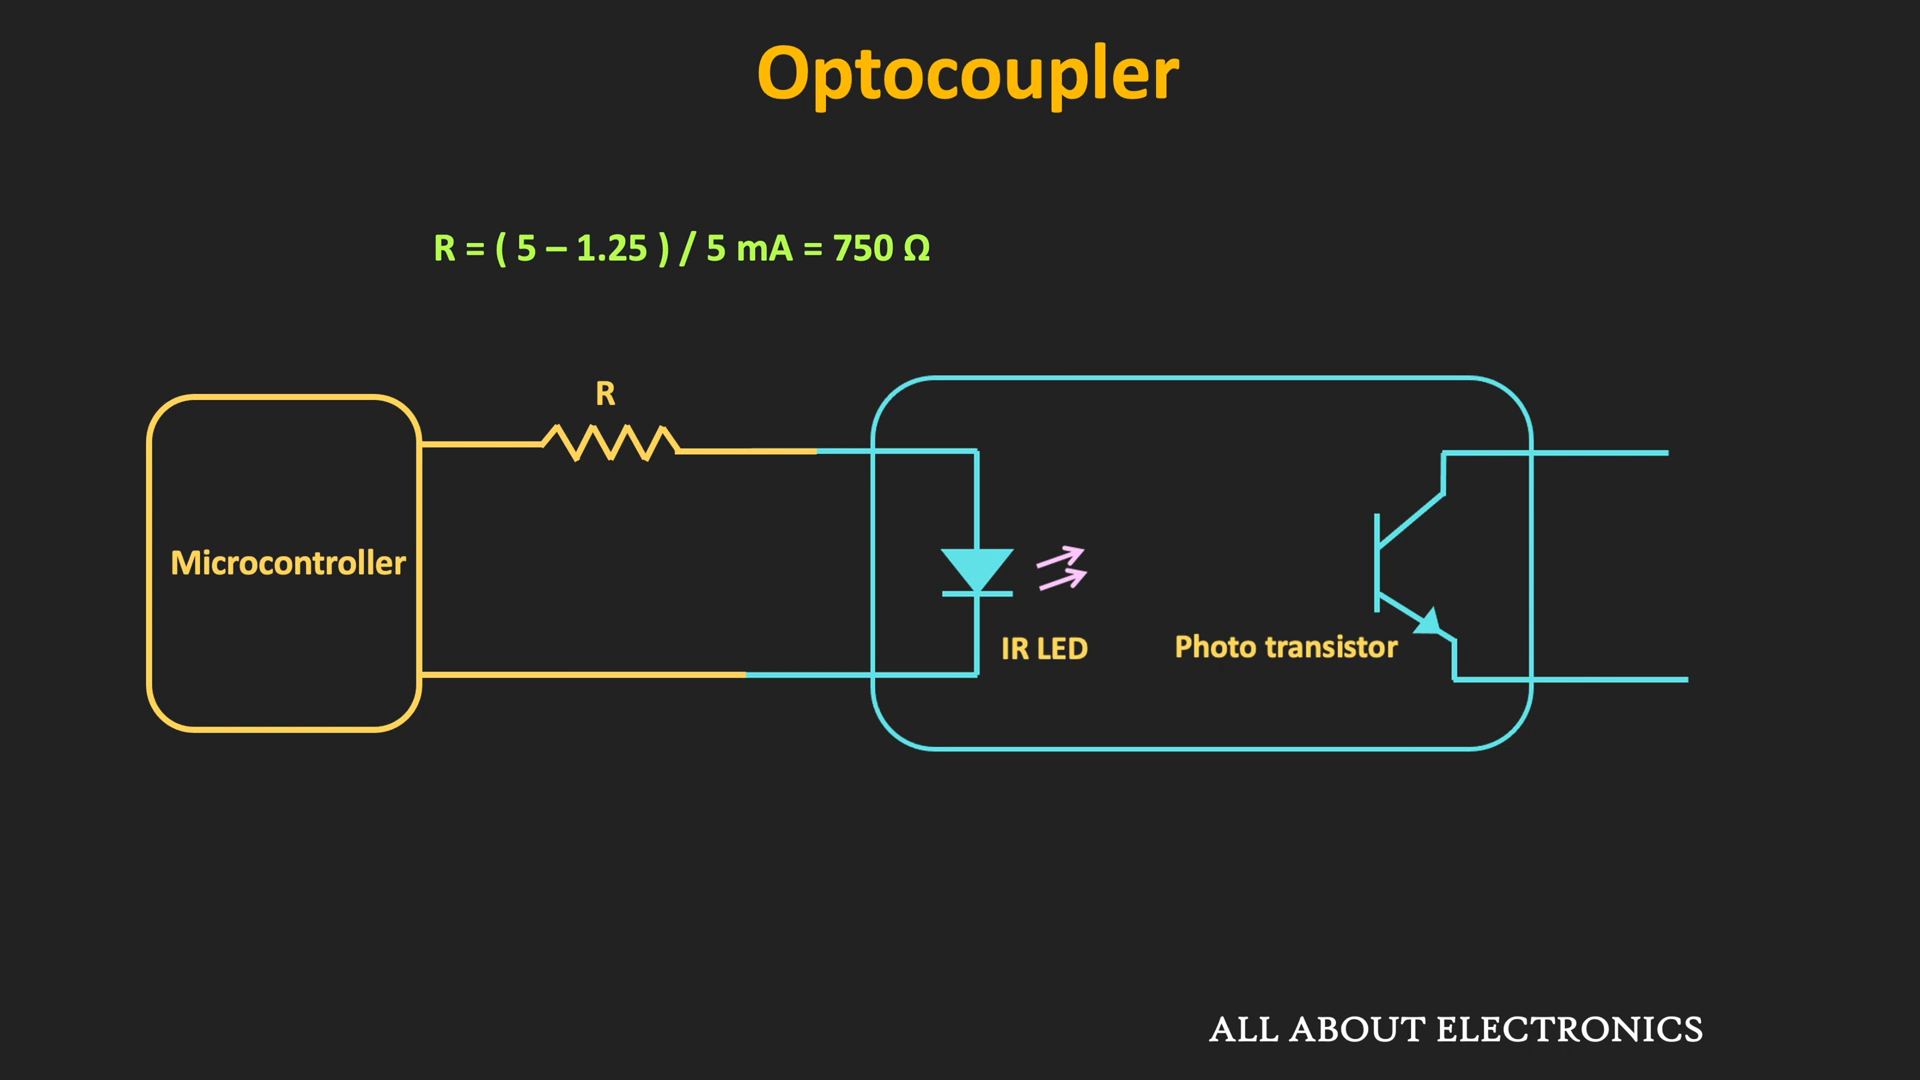 Optocoupler
R = ( 5 – 1.25 ) / 5 mA = 750 Ω
R
Microcontroller
IR LED
Photo transistor
ALL ABOUT ELECTRONICS